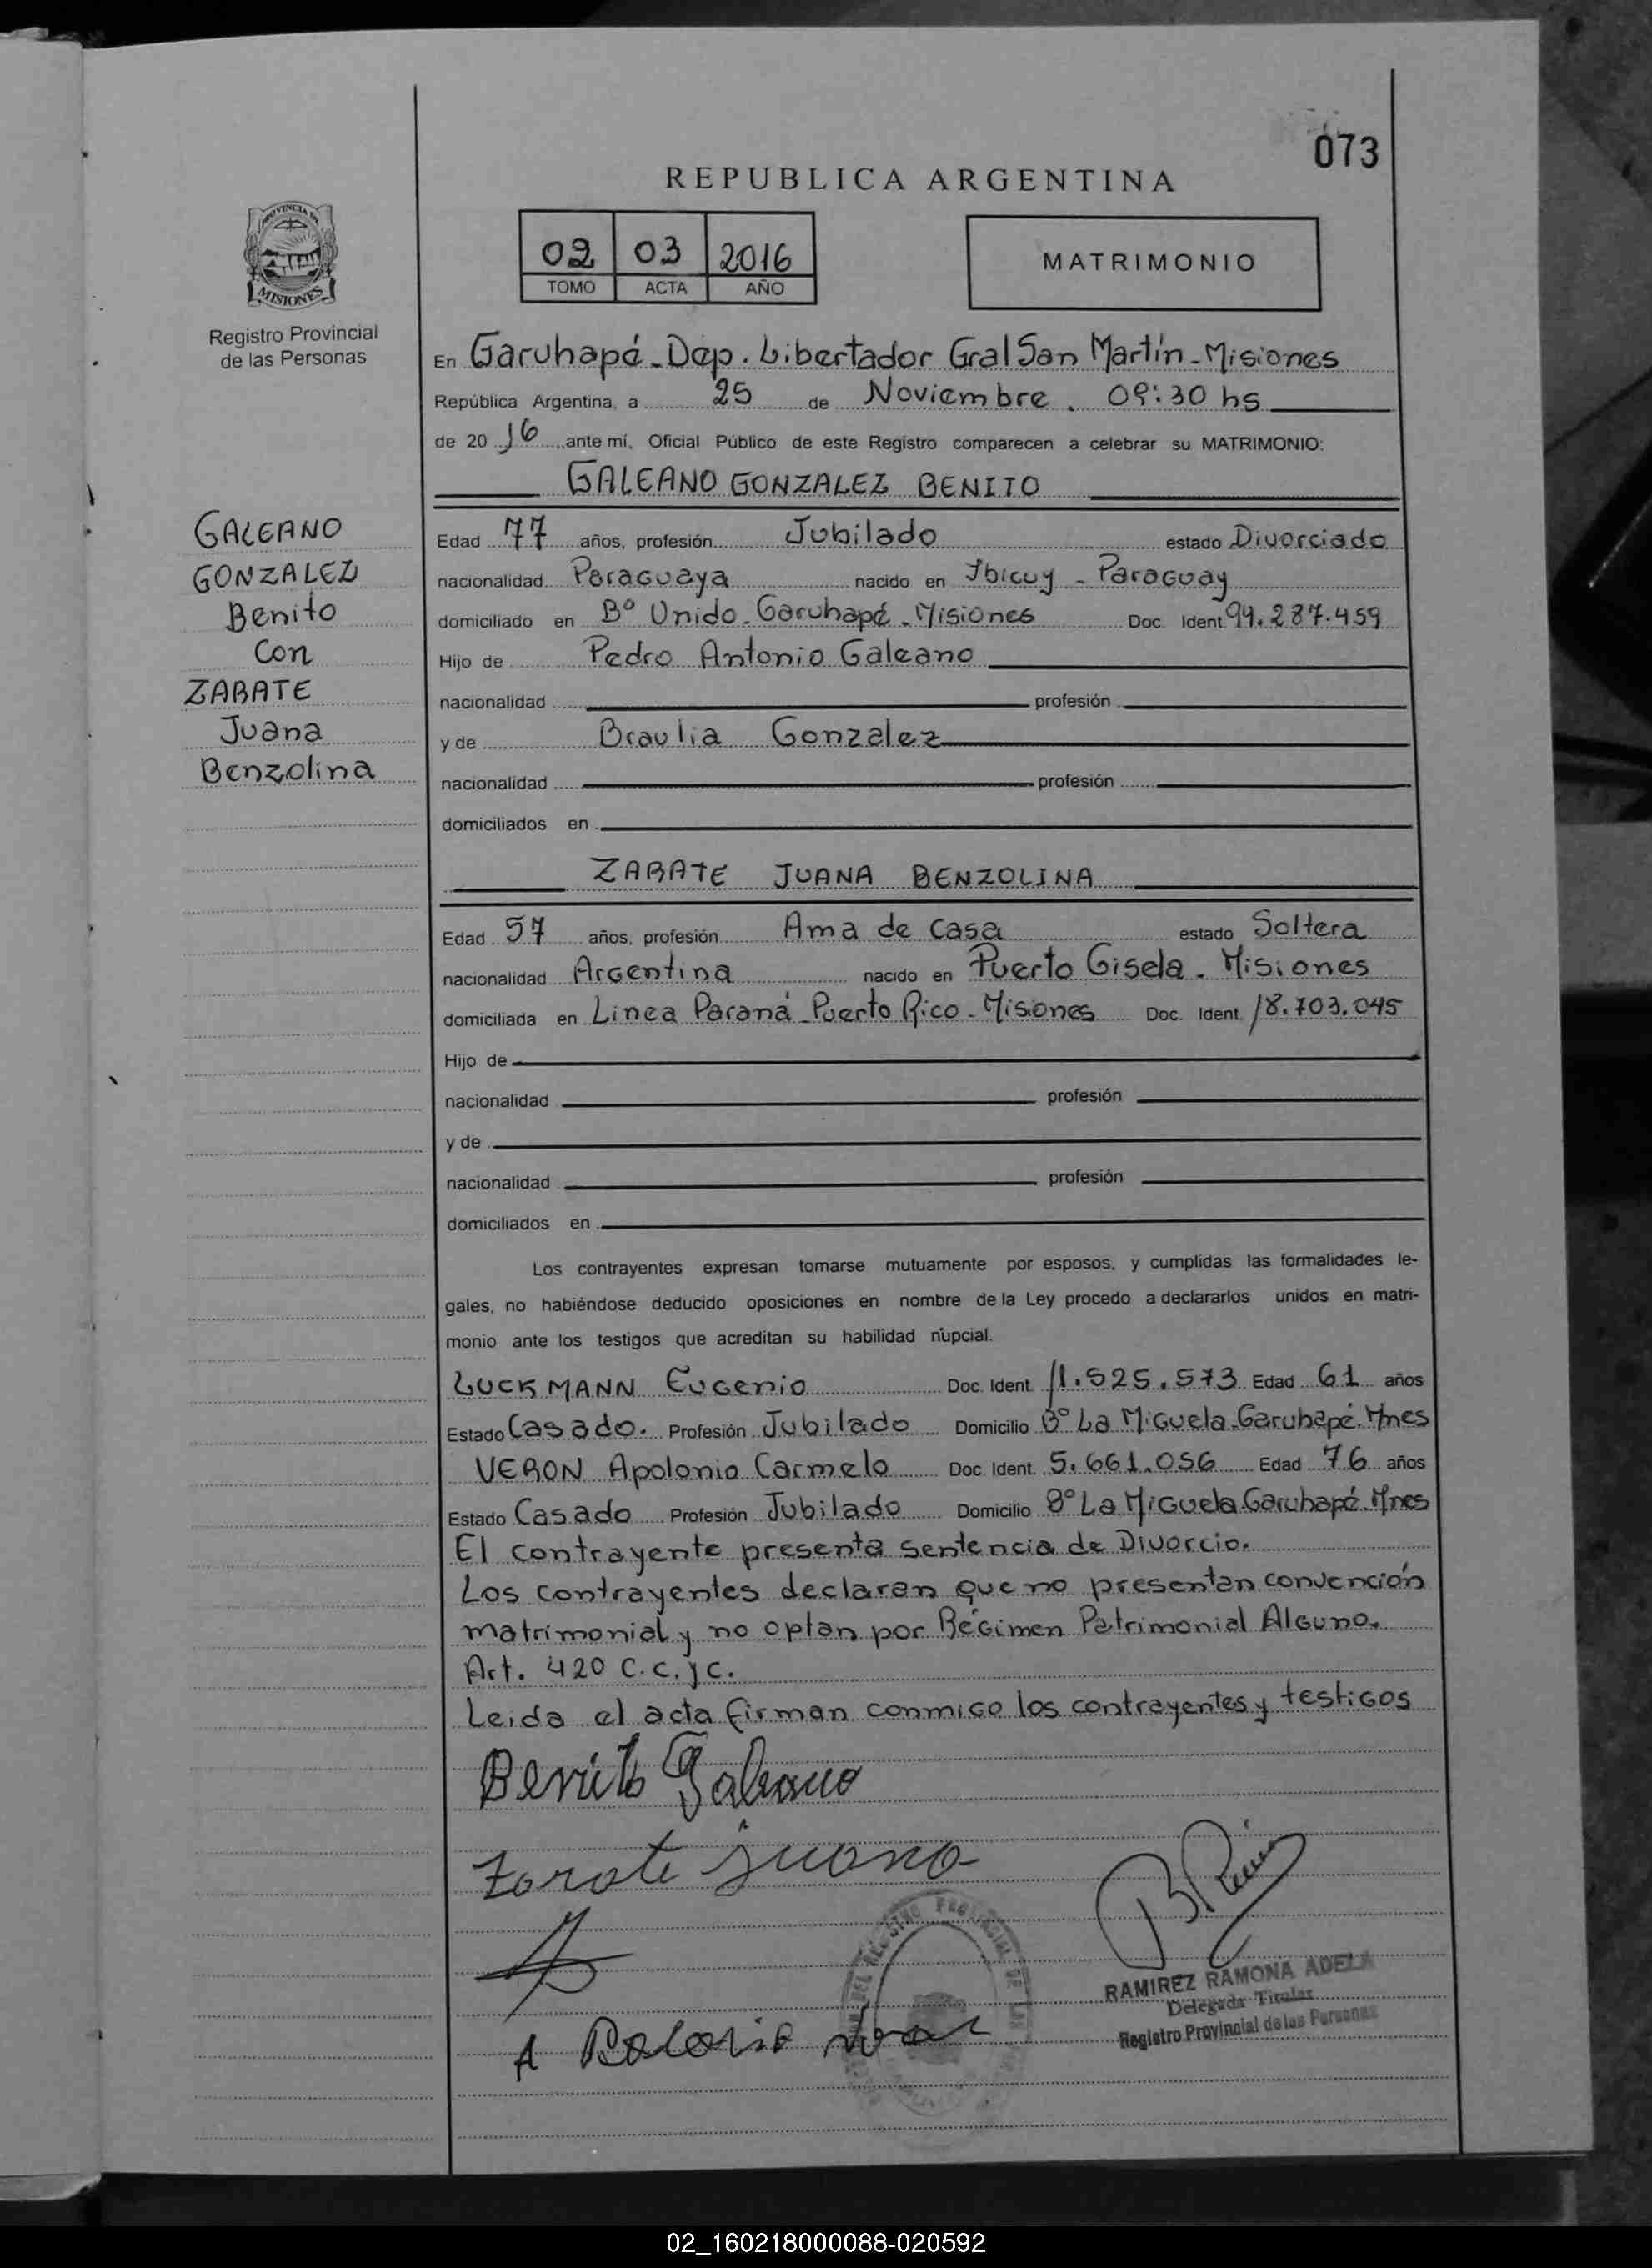 073
REPUBLICA ARGENTINA
02 03 2016
TOMO ACTA AÑO
MATRIMONIO
PROVINCIA DE
MISIONES
Registro Provincial
de las Personas
En Garuhapé - Dep. Libertador Gral San Martín - Misiones
República Argentina, a 25 de Noviembre. 09:30 hs
de 2016 ante mí, Oficial Público de este Registro comparecen a celebrar su MATRIMONIO:
GALEANO GONZALEZ BENITO
GALEANO
GONZALEZ
Benito
Con
ZARATE
Juana
Benzolina
Edad 77 años, profesión Jubilado estado Divorciado
nacionalidad Paraguaya nacido en Ibicuy - Paraguay
domiciliado en Bº Unido - Garuhapé - Misiones Doc. Ident. 94.287.459
Hijo de Pedro Antonio Galeano
nacionalidad profesión
y de Braulia Gonzalez
nacionalidad profesión
domiciliados en
ZARATE JUANA BENZOLINA
Edad 57 años, profesión Ama de casa estado Soltera
nacionalidad Argentina nacido en Puerto Gisela - Misiones
domiciliada en Linea Paraná - Puerto Rico - Misiones Doc. Ident. 18.703.045
Hijo de
nacionalidad profesión
y de
nacionalidad profesión
domiciliados en
Los contrayentes expresan tomarse mutuamente por esposos, y cumplidas las formalidades le-
gales, no habiéndose deducido oposiciones en nombre de la Ley procedo a declararlos unidos en matri-
monio ante los testigos que acreditan su habilidad nupcial.
LUCKMANN Eugenio Doc. Ident. 11.525.573 Edad 61 años
Estado Casado. Profesión Jubilado Domicilio Bº La Miguela - Garuhapé. Mnes
VERON Apolonio Carmelo Doc. Ident. 5.661.056 Edad 76 años
Estado Casado Profesión Jubilado Domicilio Bº La Miguela Garuhapé. Mnes
El contrayente presenta sentencia de Divorcio.
Los contrayentes declaran que no presentan convención
matrimonial y no optan por Régimen Patrimonial Alguno.
Art. 420 C.C.yC.
Leida el acta firman conmigo los contrayentes y testigos
Benito Galeano
Zarate Juana
RAMIREZ RAMONA ADELA
Delegada Titular
Registro Provincial de las Personas
02_160218000088-020592